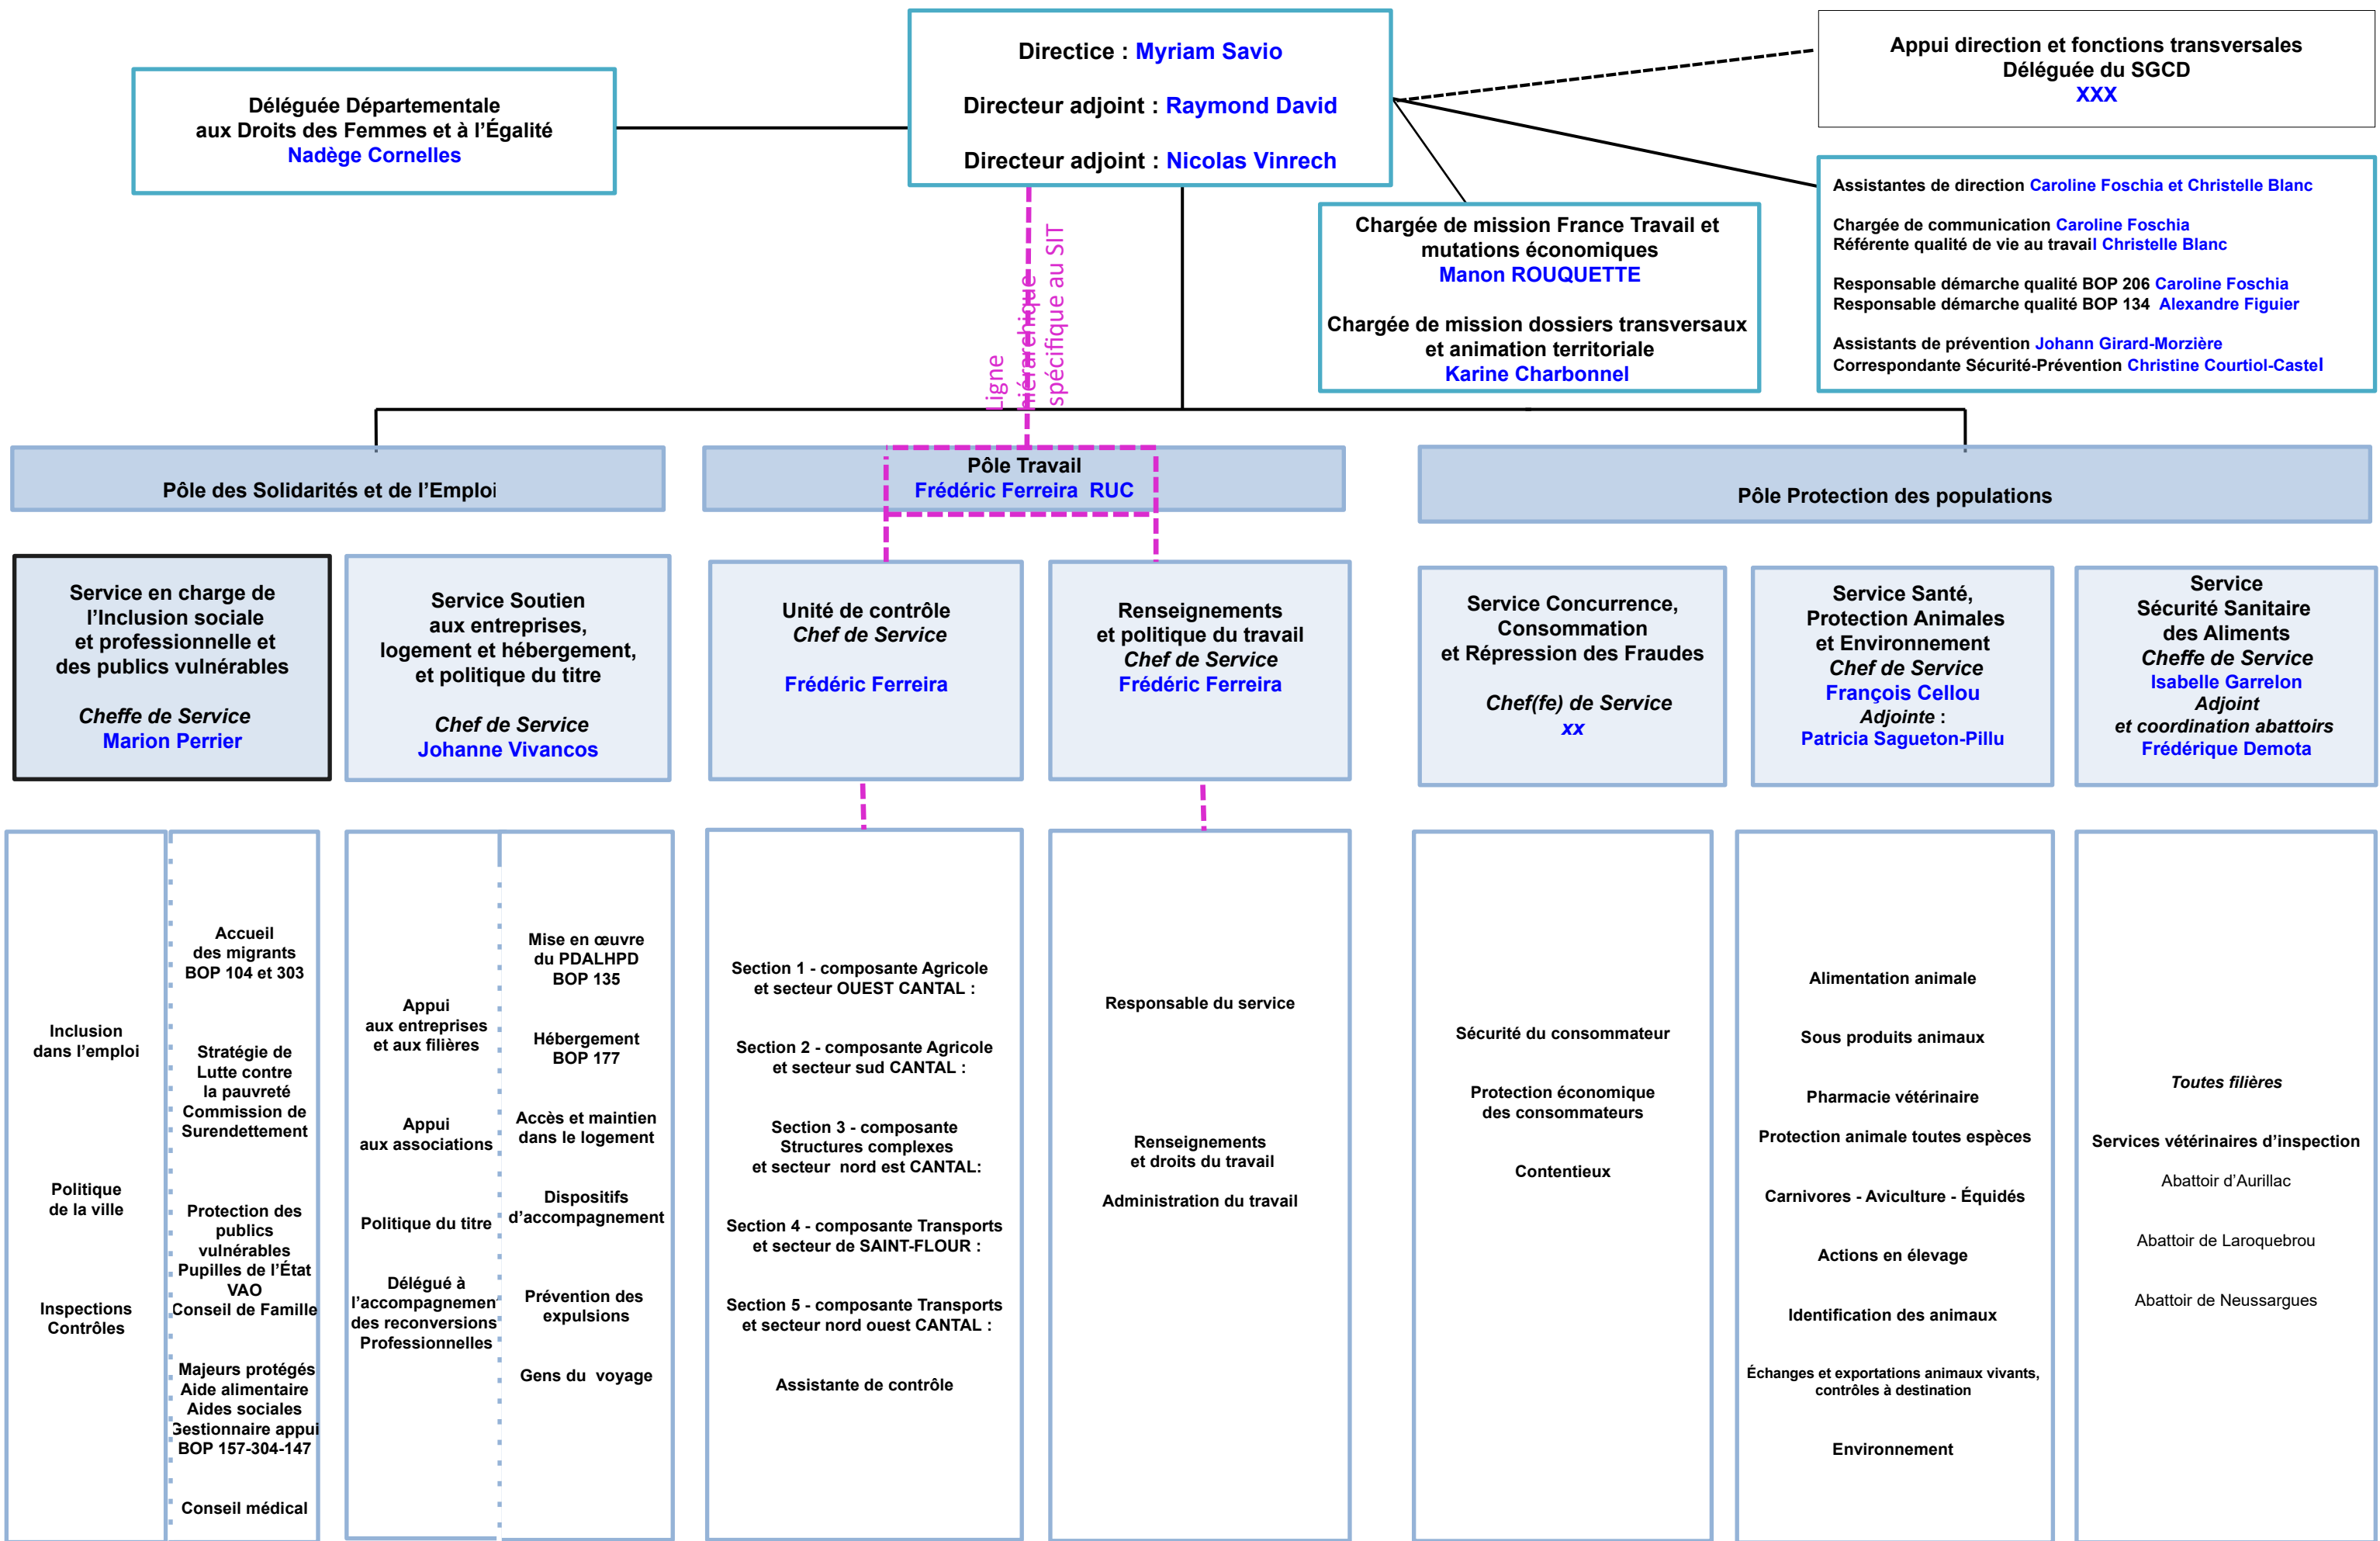 Directice : Myriam Savio
Directeur adjoint : Raymond David
Directeur adjoint : Nicolas Vinrech
Déléguée Départementale
aux Droits des Femmes et à l’Égalité
Nadège Cornelles
Appui direction et fonctions transversales
Déléguée du SGCD
XXX
Assistantes de direction Caroline Foschia et Christelle Blanc
Chargée de communication Caroline Foschia
Référente qualité de vie au travail Christelle Blanc
Responsable démarche qualité BOP 206 Caroline Foschia
Responsable démarche qualité BOP 134 Alexandre Figuier
Assistants de prévention Johann Girard-Morzière
Correspondante Sécurité-Prévention Christine Courtiol-Castel
Chargée de mission France Travail et
mutations économiques
Manon ROUQUETTE
Chargée de mission dossiers transversaux
et animation territoriale
Karine Charbonnel
Ligne
hiérarchique
spécifique au SIT
Pôle des Solidarités et de l’Emploi
Pôle Travail
Frédéric Ferreira RUC
Pôle Protection des populations
Service en charge de
l’Inclusion sociale
et professionnelle et
des publics vulnérables
Cheffe de Service
Marion Perrier
Service Soutien
aux entreprises,
logement et hébergement,
et politique du titre
Chef de Service
Johanne Vivancos
Unité de contrôle
Chef de Service
Frédéric Ferreira
Renseignements
et politique du travail
Chef de Service
Frédéric Ferreira
Service Concurrence,
Consommation
et Répression des Fraudes
Chef(fe) de Service
xx
Service Santé,
Protection Animales
et Environnement
Chef de Service
François Cellou
Adjointe :
Patricia Sagueton-Pillu
Service
Sécurité Sanitaire
des Aliments
Cheffe de Service
Isabelle Garrelon
Adjoint
et coordination abattoirs
Frédérique Demota
Inclusion
dans l’emploi
Politique
de la ville
Inspections
Contrôles
Accueil
des migrants
BOP 104 et 303
Stratégie de
Lutte contre
la pauvreté
Commission de
Surendettement
Protection des
publics
vulnérables
Pupilles de l’État
VAO
Conseil de Famille
Majeurs protégés
Aide alimentaire
Aides sociales
Gestionnaire appui
BOP 157-304-147
Conseil médical
Appui
aux entreprises
et aux filières
Appui
aux associations
Politique du titre
Délégué à
l’accompagnement
des reconversions
Professionnelles
Mise en œuvre
du PDALHPD
BOP 135
Hébergement
BOP 177
Accès et maintien
dans le logement
Dispositifs
d’accompagnement
Prévention des
expulsions
Gens du voyage
Section 1 - composante Agricole
et secteur OUEST CANTAL :
Section 2 - composante Agricole
et secteur sud CANTAL :
Section 3 - composante
Structures complexes
et secteur nord est CANTAL:
Section 4 - composante Transports
et secteur de SAINT-FLOUR :
Section 5 - composante Transports
et secteur nord ouest CANTAL :
Assistante de contrôle
Responsable du service
Renseignements
et droits du travail
Administration du travail
Sécurité du consommateur
Protection économique
des consommateurs
Contentieux
Alimentation animale
Sous produits animaux
Pharmacie vétérinaire
Protection animale toutes espèces
Carnivores - Aviculture - Équidés
Actions en élevage
Identification des animaux
Échanges et exportations animaux vivants,
contrôles à destination
Environnement
Toutes filières
Services vétérinaires d’inspection
Abattoir d’Aurillac
Abattoir de Laroquebrou
Abattoir de Neussargues